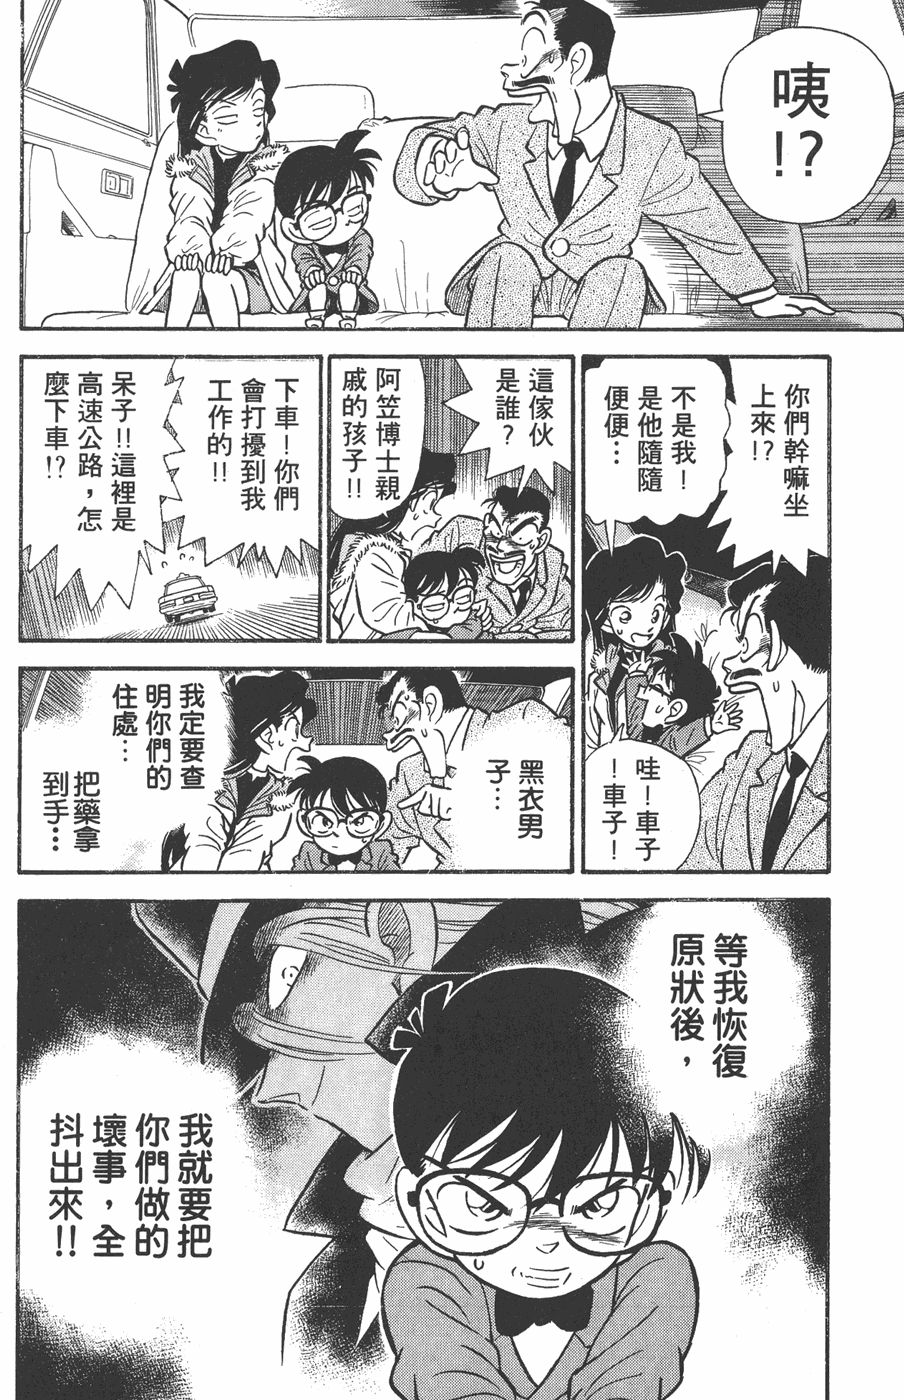 咦
!?
你們幹嘛坐
上來!?
不是我!
是他隨隨
便便…
哇!車子
!車子!
這傢伙
是誰?
阿笠博士親
戚的孩子!!
下車!你們
會打擾到我
工作的!!
呆子!!這裡是
高速公路,怎
麼下車!?
黑衣男
子…
我定要查
明你們的
住處…
把藥拿
到手…
等我恢復
原狀後,
我就要把
你們做的
壞事,全
抖出來!!